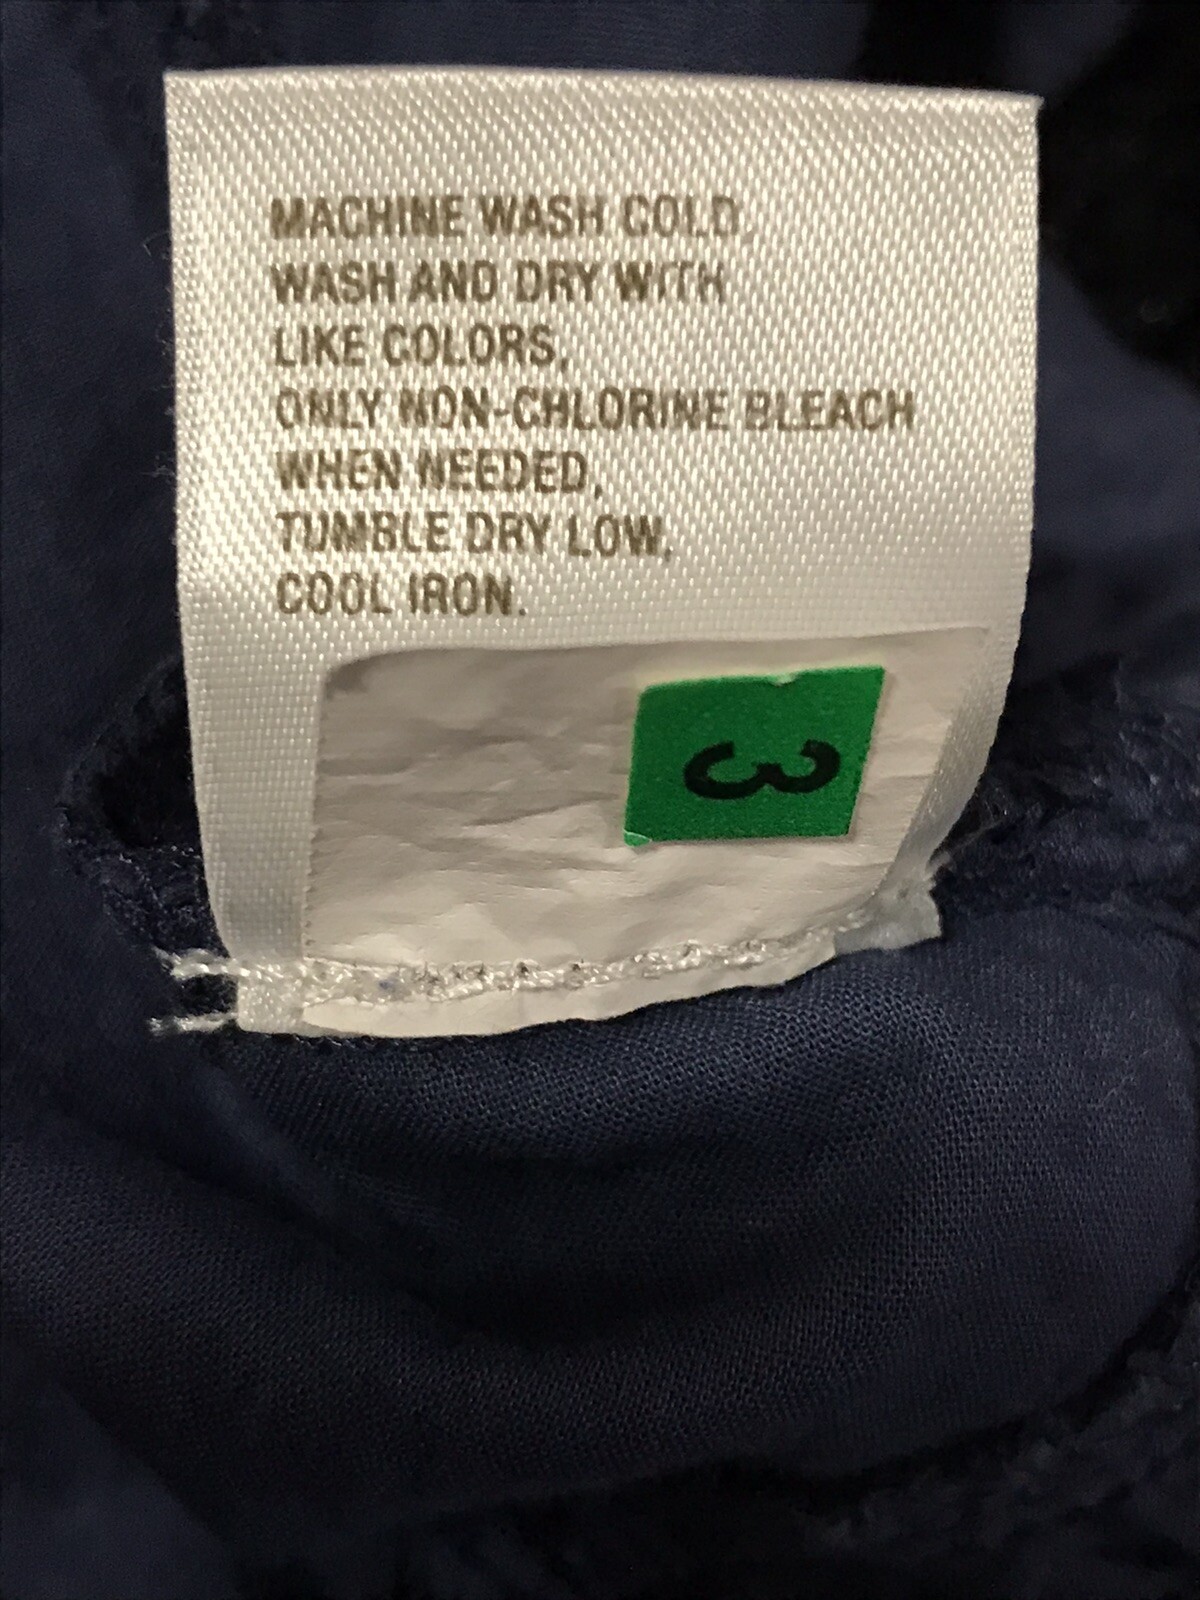 MACHINE WASH COLD,
WASH AND DRY WITH
LIKE COLORS,
ONLY NON-CHLORINE BLEACH
WHEN NEEDED,
TUMBLE DRY LOW,
COOL IRON.
3